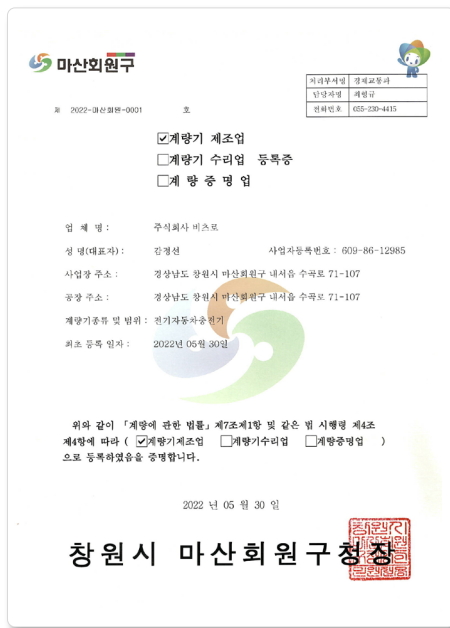 마산회원구
처리부서명 경제교통과
담당자명 최형규
전화번호 055-230-4415
제 2022-마산회원-0001 호
☑계량기 제조업
☐계량기 수리업 등록증
☐계 량 증 명 업
업 체 명 : 주식회사 비츠로
성 명(대표자) : 김정선 사업자등록번호 : 609-86-12985
사업장 주소 : 경상남도 창원시 마산회원구 내서읍 수곡로 71-107
공장 주소 : 경상남도 창원시 마산회원구 내서읍 수곡로 71-107
계량기종류 및 범위 : 전기자동차충전기
최초 등록 일자 : 2022년 05월 30일
위와 같이 「계량에 관한 법률」제7조제1항 및 같은 법 시행령 제4조
제4항에 따라 ( ☑계량기제조업 ☐계량기수리업 ☐계량증명업 )
으로 등록하였음을 증명합니다.
2022 년 05 월 30 일
창원시 마산회원구청장